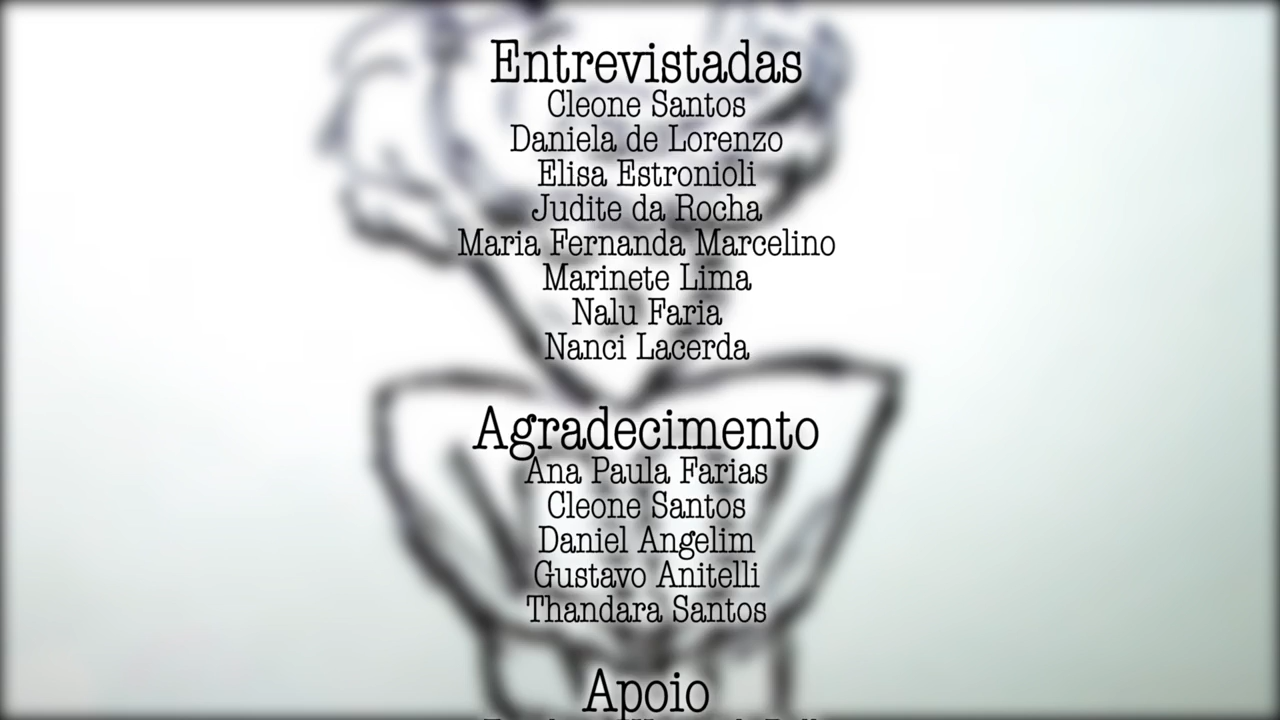 Entrevistadas
Cleone Santos
Daniela de Lorenzo
Elisa Estronioli
Judite da Rocha
Maria Fernanda Marcelino
Marinete Lima
Nalu Faria
Nanci Lacerda
Agradecimento
Ana Paula Farias
Cleone Santos
Daniel Angelim
Gustavo Anitelli
Thandara Santos
Apoio